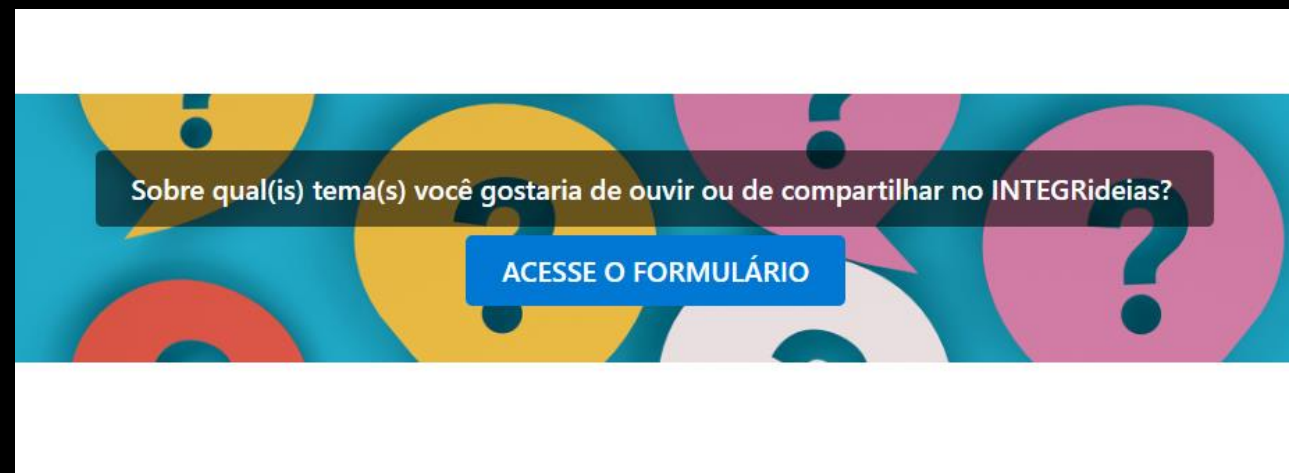 Sobre qual(is) tema(s) você gostaria de ouvir ou de compartilhar no INTEGRideias?
ACESSE O FORMULÁRIO